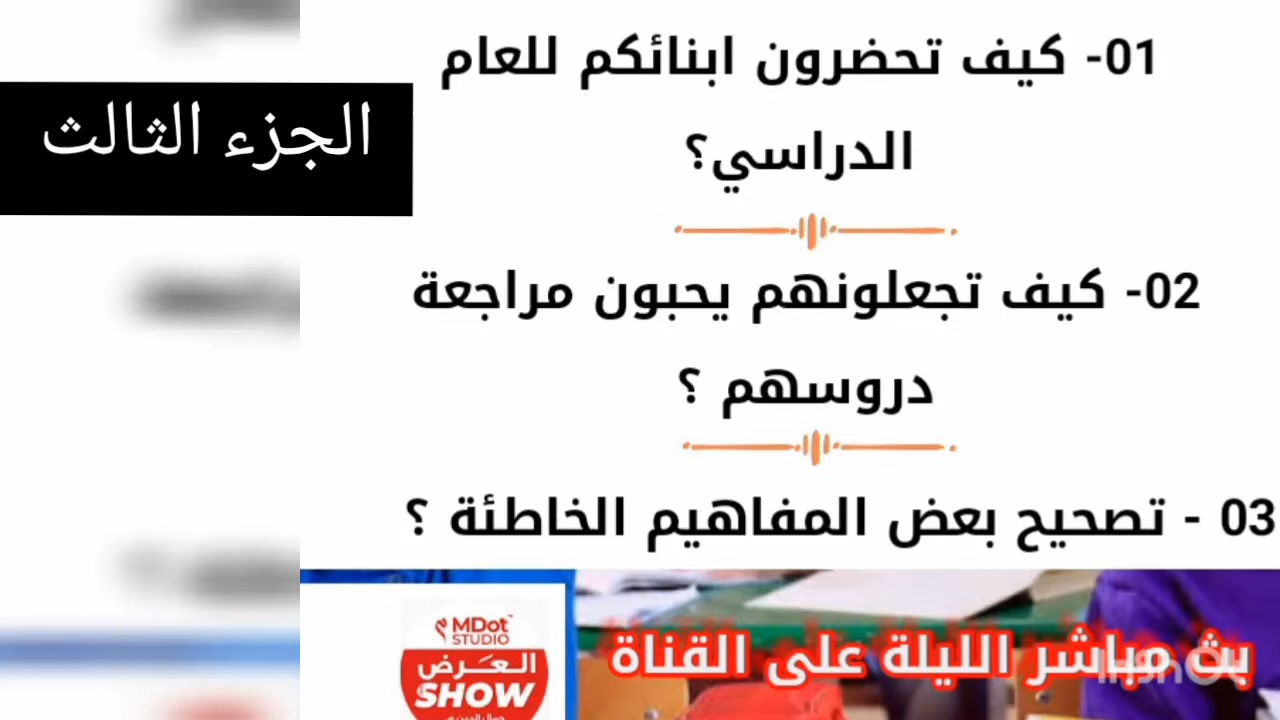 01- كيف تحضرون ابنائكم للعام
الدراسي؟
الجزء الثالث
02- كيف تجعلونهم يحبون مراجعة
دروسهم ؟
03 - تصحيح بعض المفاهيم الخاطئة ؟
MDot
STUDIO
العرض
SHOW
بث مباشر الليلة على القناة